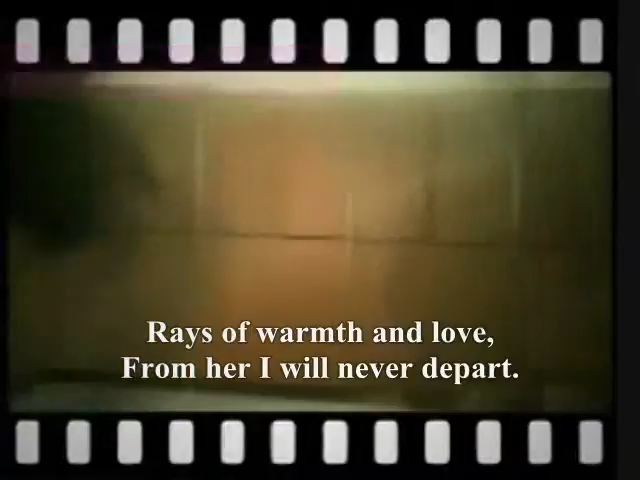 Rays of warmth and love,
From her I will never depart.